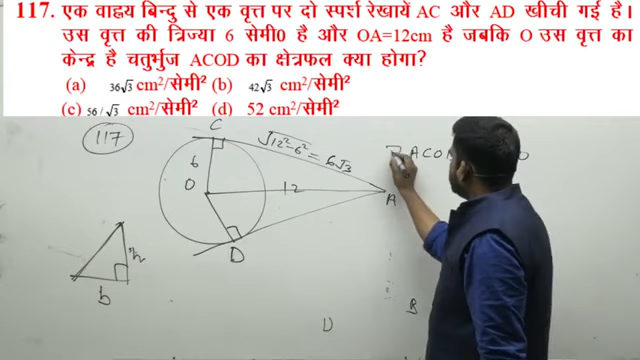 117. एक वाह्रय बिन्दु से एक वृत्त पर दो स्पर्श रेखायें AC और AD खीची गई है।
उस वृत्त की त्रिज्या 6 सेमी0 है और OA=12cm है जबकि O उस वृत्त का
केन्द्र है चतुर्भुज ACOD का क्षेत्रफल क्या होगा?
(a) 36√3 cm²/सेमी² (b) 42√3 cm²/सेमी²
(c) 56/√3 cm²/सेमी² (d) 52 cm²/सेमी²
117
C
√12²-6² = 6√3
ACO
6
O
12
A
D
h
b
B
D